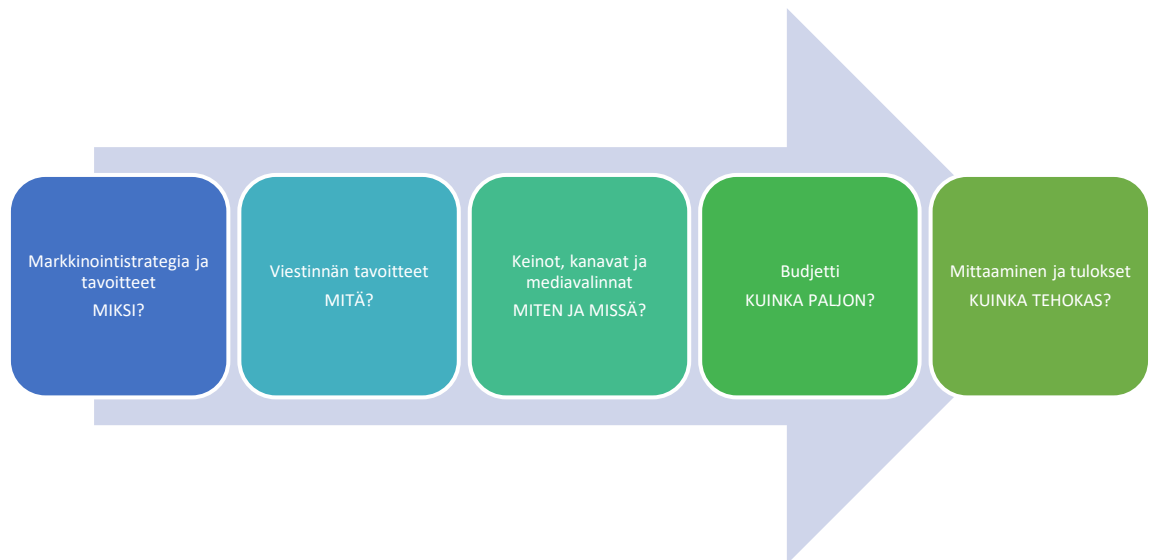 Markkinointistrategia ja
tavoitteet
MIKSI?
Viestinnän tavoitteet
MITÄ?
Keinot, kanavat ja
mediavalinnat
MITEN JA MISSÄ?
Budjetti
KUINKA PALJON?
Mittaaminen ja tulokset
KUINKA TEHOKAS?